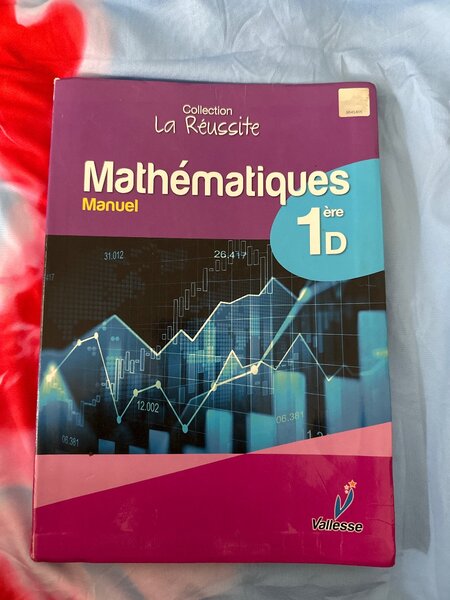 Collection
La Réussite
Mathématiques
Manuel
1ère D
31.012
26.417
06.381
12.002
06.381
Vallesse